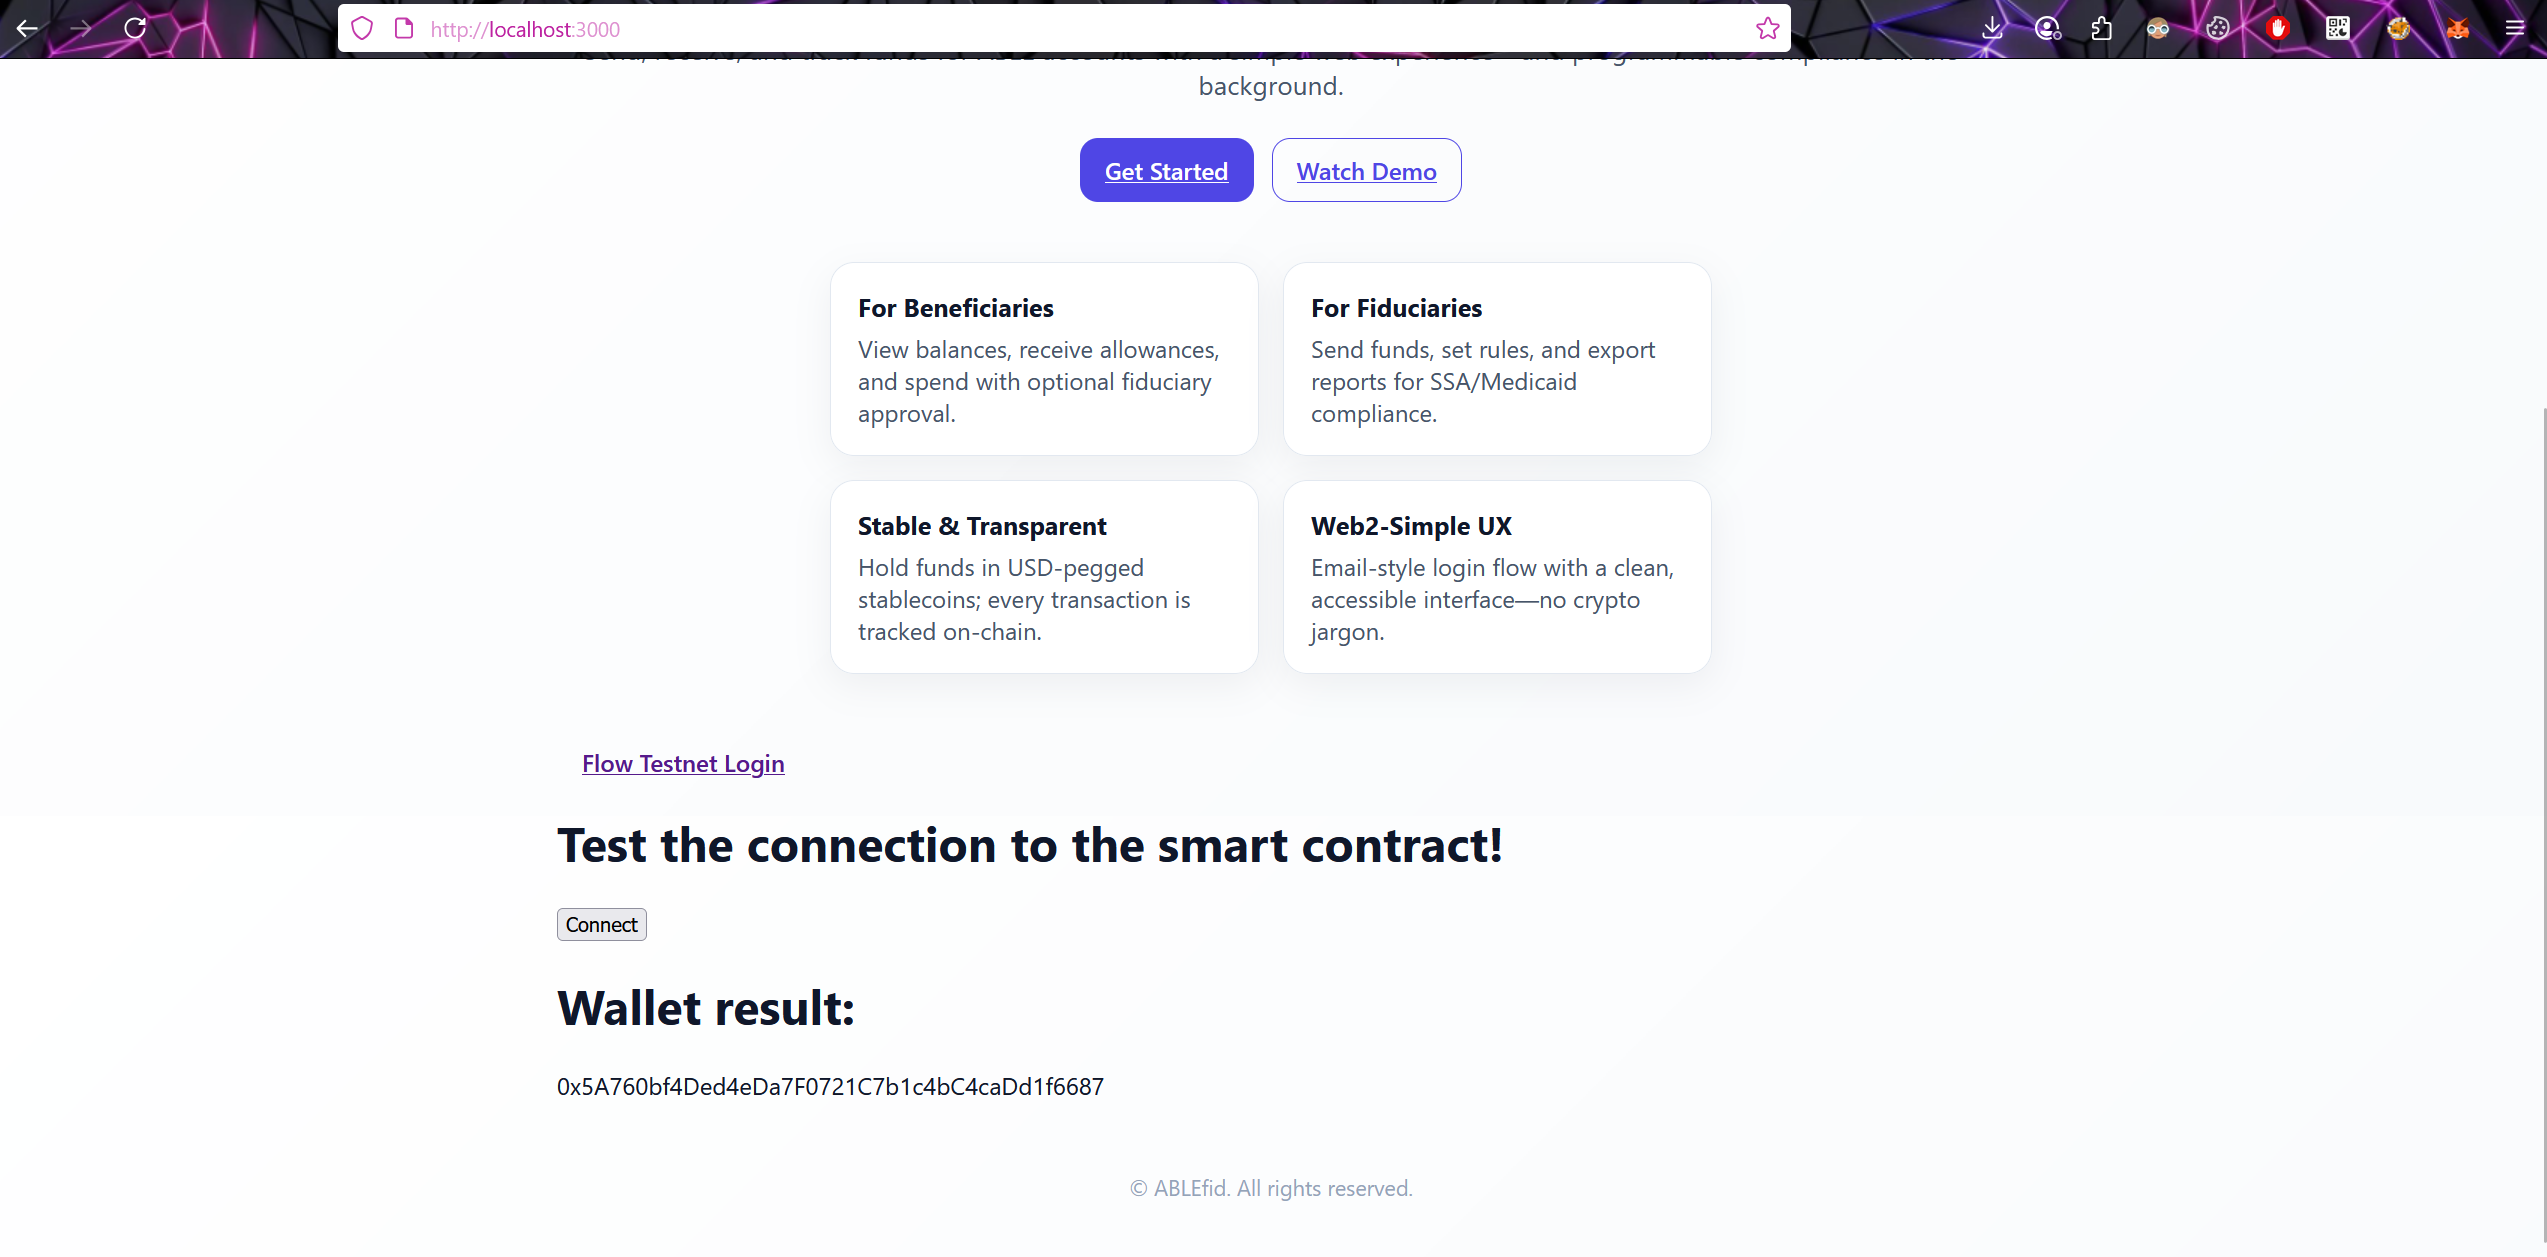 http://localhost:3000
background.
Get Started
Watch Demo
For Beneficiaries
View balances, receive allowances,
and spend with optional fiduciary
approval.
For Fiduciaries
Send funds, set rules, and export
reports for SSA/Medicaid
compliance.
Stable & Transparent
Hold funds in USD-pegged
stablecoins; every transaction is
tracked on-chain.
Web2-Simple UX
Email-style login flow with a clean,
accessible interface—no crypto
jargon.
Flow Testnet Login
Test the connection to the smart contract!
Connect
Wallet result:
0x5A760bf4Ded4eDa7F0721C7b1c4bC4caDd1f6687
© ABLEfid. All rights reserved.